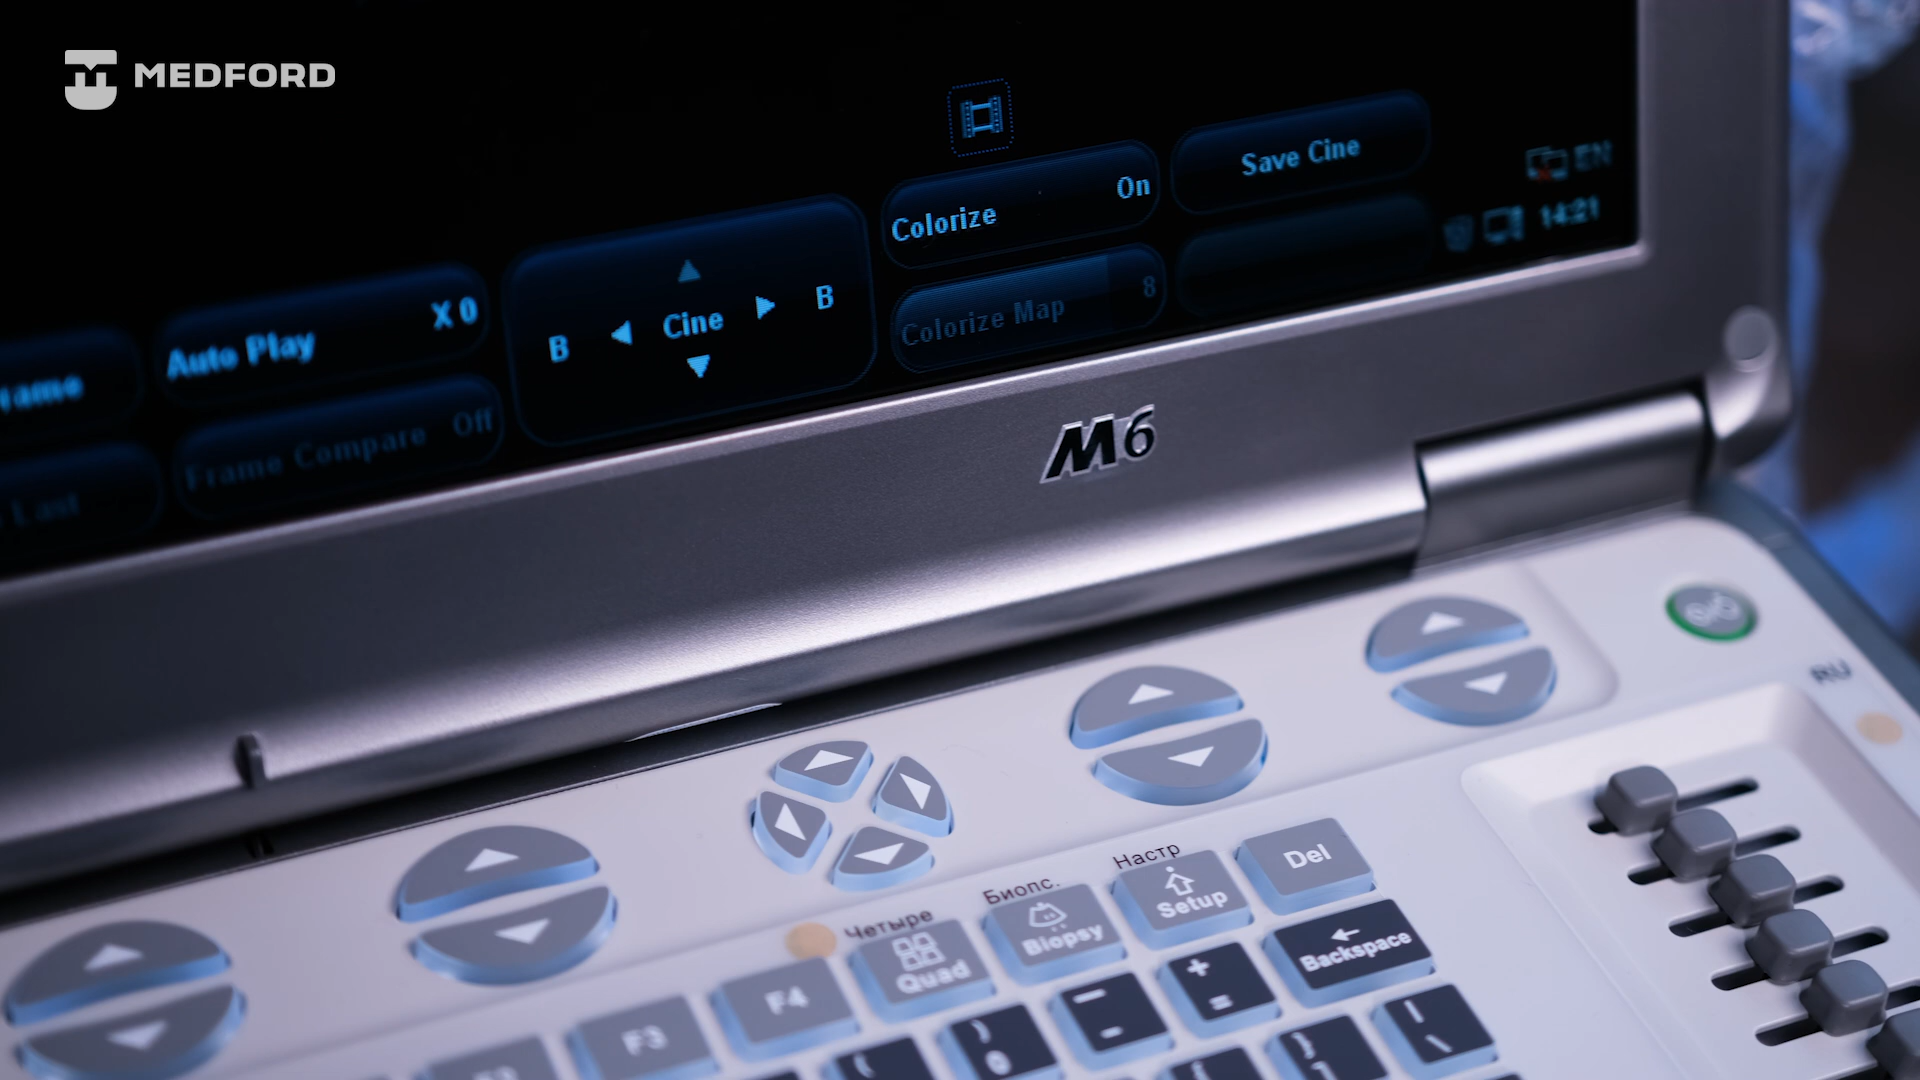 MEDFORD
Save Cine
EN
Colorize On
14:21
Auto Play X 0
B Cine B
Colorize Map 8
Frame Compare Off
Last
M6
RU
Настр
Del
Биопс.
Setup
Четыре
Biopsy
Backspace
Quad
+
=
F4
F3